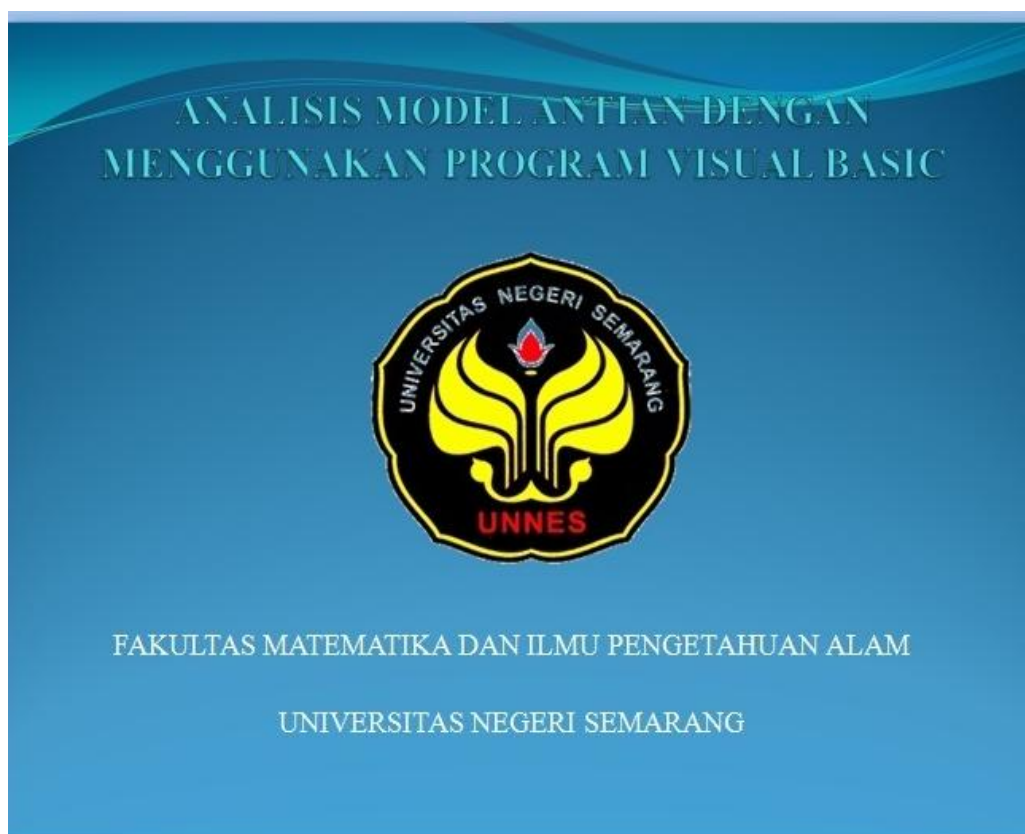 ANALISIS MODEL ANTIAN DENGAN
MENGGUNAKAN PROGRAM VISUAL BASIC
UNIVERSITAS NEGERI SEMARANG
UNNES
FAKULTAS MATEMATIKA DAN ILMU PENGETAHUAN ALAM
UNIVERSITAS NEGERI SEMARANG